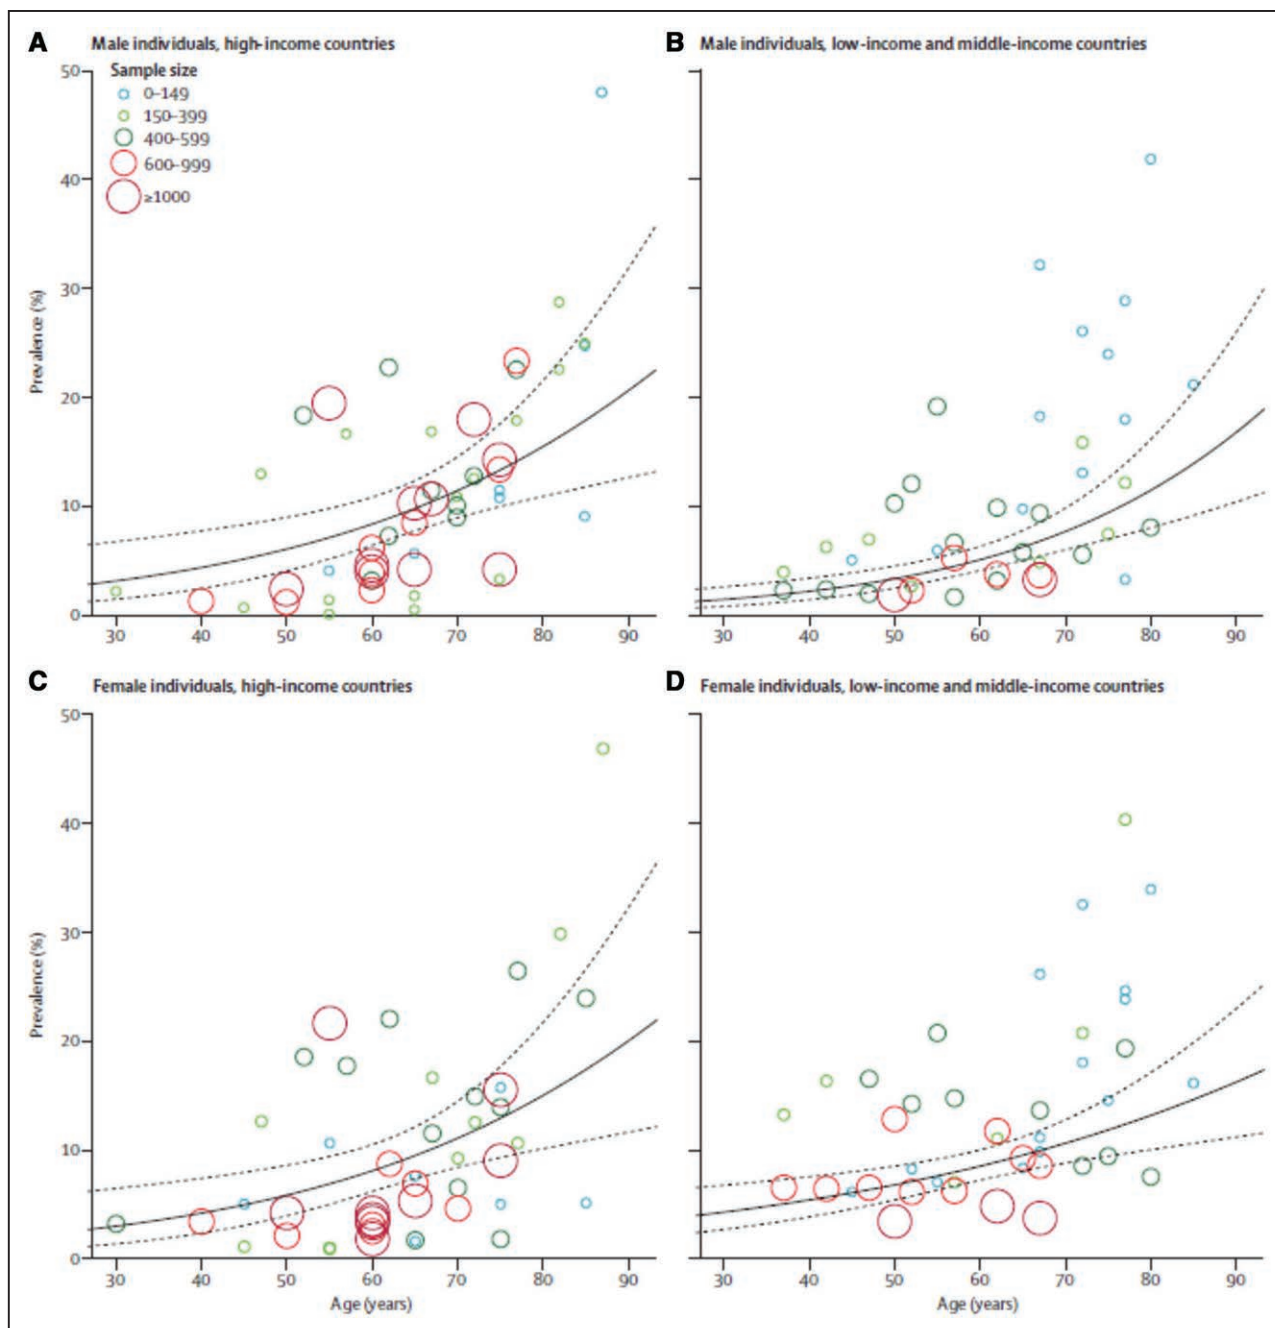 A Male individuals, high-income countries
Sample size
0–149
150–399
400–599
600–999
≥1000
50
40
30
20
10
0
Prevalence (%)
30 40 50 60 70 80 90
B Male individuals, low-income and middle-income countries
30 40 50 60 70 80 90
C Female individuals, high-income countries
50
40
30
20
10
0
Prevalence (%)
30 40 50 60 70 80 90
Age (years)
D Female individuals, low-income and middle-income countries
30 40 50 60 70 80 90
Age (years)